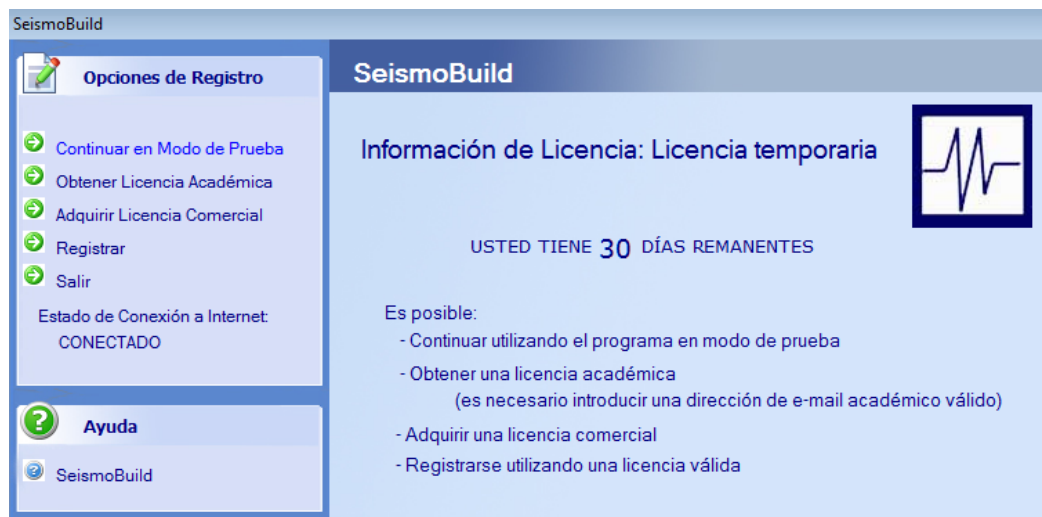 SeismoBuild
Opciones de Registro
Continuar en Modo de Prueba
Obtener Licencia Académica
Adquirir Licencia Comercial
Registrar
Salir
Estado de Conexión a Internet:
CONECTADO
Ayuda
SeismoBuild
SeismoBuild
Información de Licencia: Licencia temporaria
USTED TIENE 30 DÍAS REMANENTES
Es posible:
- Continuar utilizando el programa en modo de prueba
- Obtener una licencia académica
(es necesario introducir una dirección de e-mail académico válido)
- Adquirir una licencia comercial
- Registrarse utilizando una licencia válida